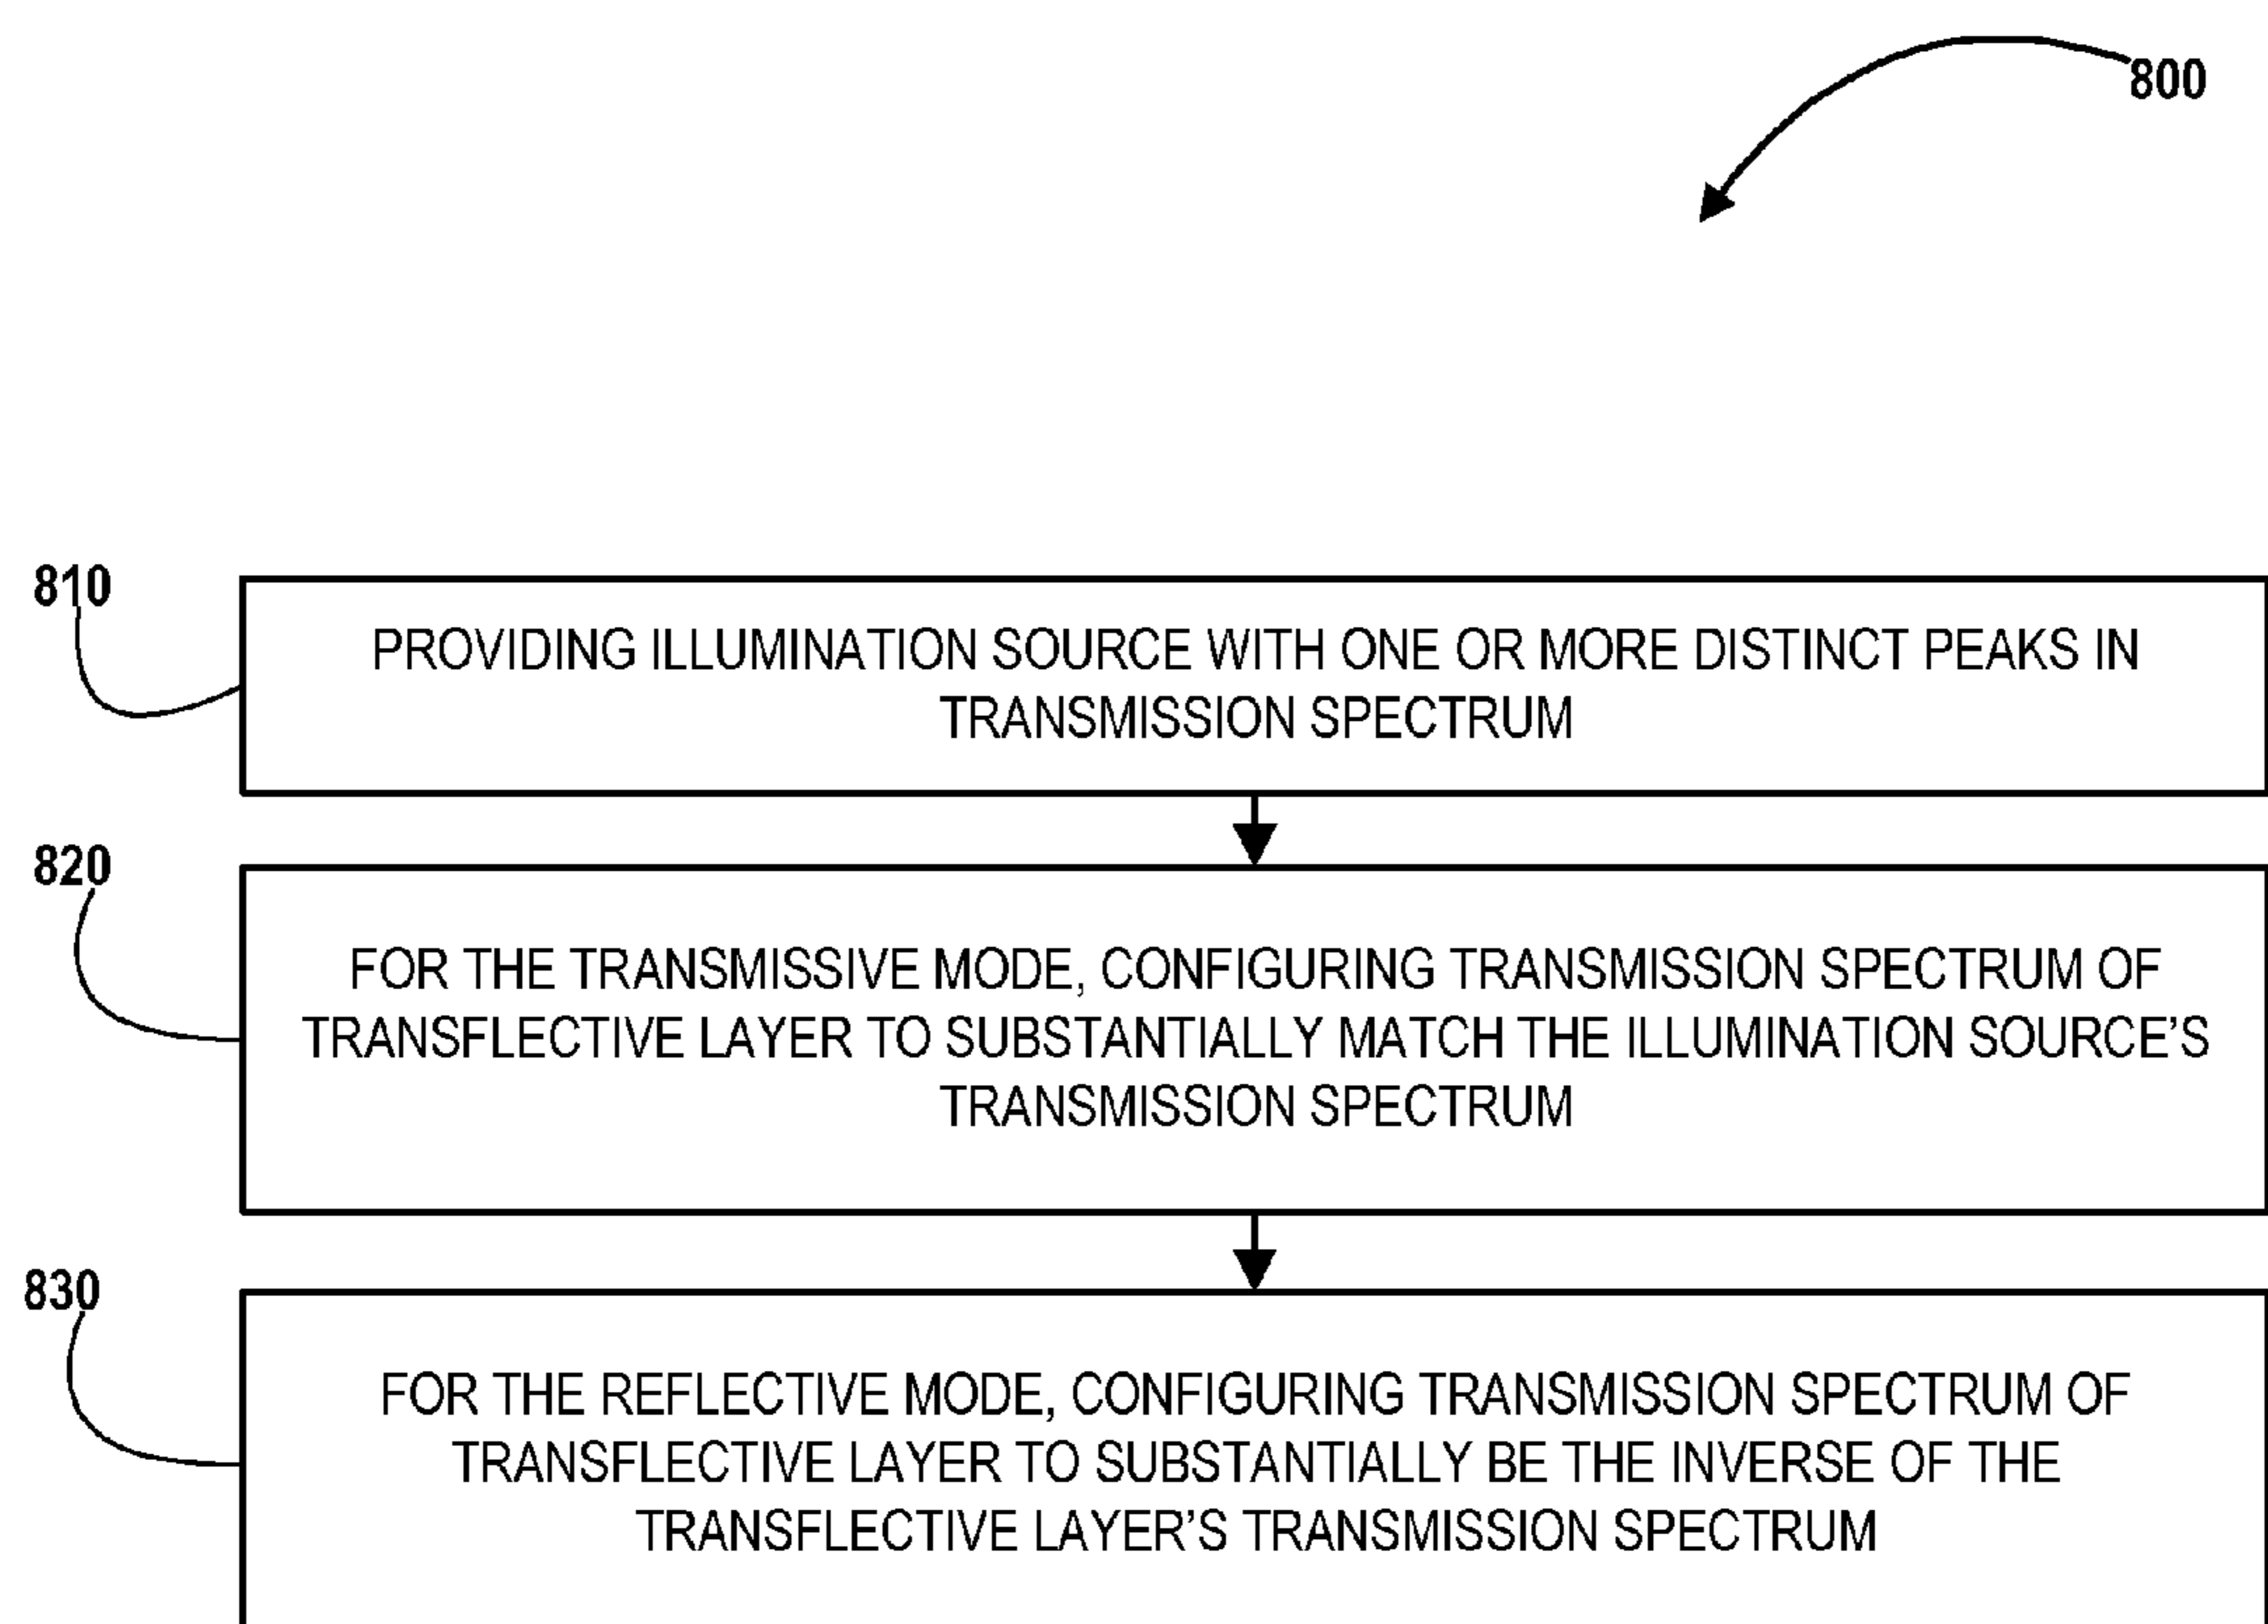 800
810
PROVIDING ILLUMINATION SOURCE WITH ONE OR MORE DISTINCT PEAKS IN
TRANSMISSION SPECTRUM
820
FOR THE TRANSMISSIVE MODE, CONFIGURING TRANSMISSION SPECTRUM OF
TRANSFLECTIVE LAYER TO SUBSTANTIALLY MATCH THE ILLUMINATION SOURCE'S
TRANSMISSION SPECTRUM
830
FOR THE REFLECTIVE MODE, CONFIGURING TRANSMISSION SPECTRUM OF
TRANSFLECTIVE LAYER TO SUBSTANTIALLY BE THE INVERSE OF THE
TRANSFLECTIVE LAYER'S TRANSMISSION SPECTRUM